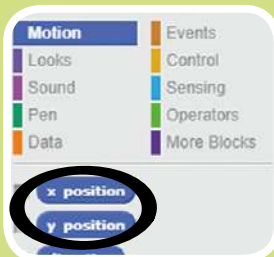 Motion Events
Looks Control
Sound Sensing
Pen Operators
Data More Blocks
x position
y position